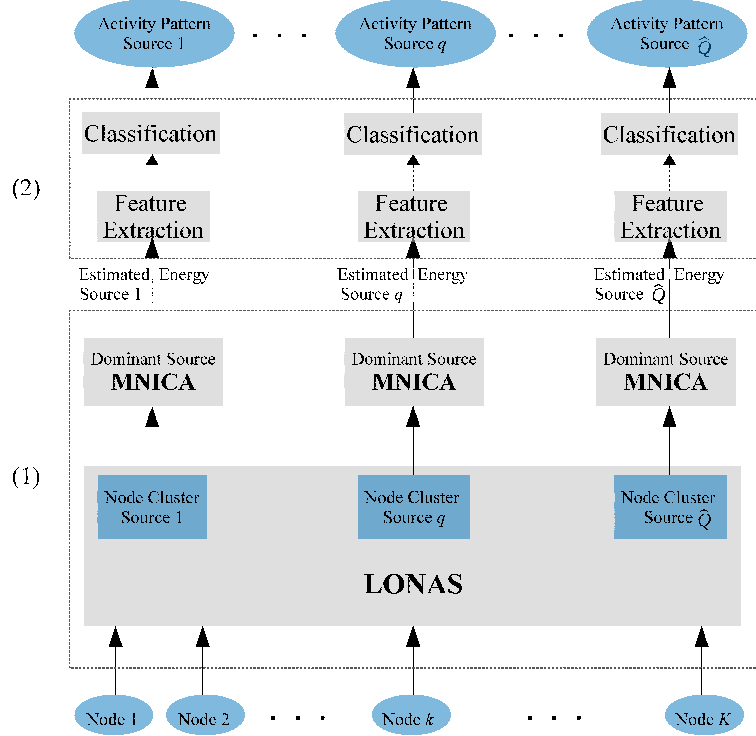 Activity Pattern
Source 1
. . .
Activity Pattern
Source q
. . .
Activity Pattern
Source Q̂
(2)
Classification
Classification
Classification
Feature
Extraction
Feature
Extraction
Feature
Extraction
Estimated Energy
Source 1
Estimated Energy
Source q
Estimated Energy
Source Q̂
(1)
Dominant Source
MNICA
Dominant Source
MNICA
Dominant Source
MNICA
Node Cluster
Source 1
Node Cluster
Source q
Node Cluster
Source Q̂
LONAS
Node 1
Node 2
. . .
Node k
. . .
Node K